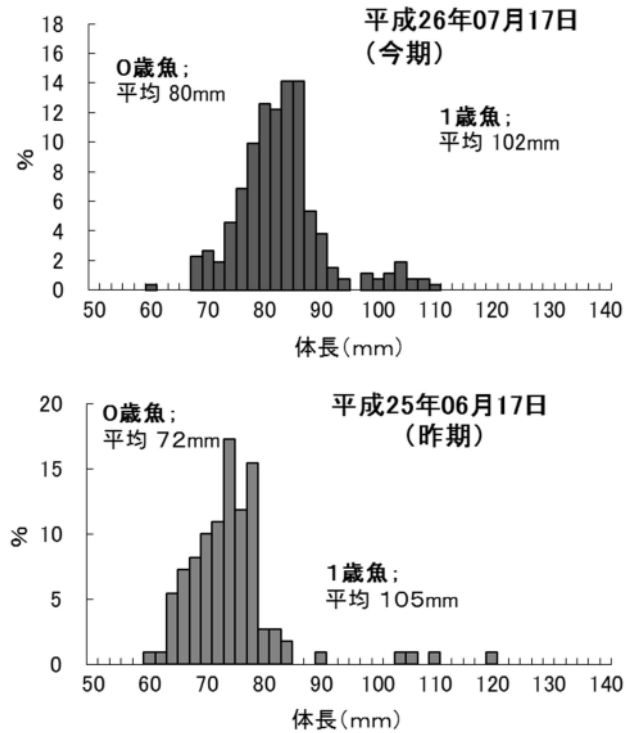 平成26年07月17日
(今期)
0歳魚;
平均 80mm
1歳魚;
平均 102mm
%
18
16
14
12
10
8
6
4
2
0
50 60 70 80 90 100 110 120 130 140
体長(mm)
平成25年06月17日
(昨期)
0歳魚;
平均 72mm
1歳魚;
平均 105mm
%
20
15
10
5
0
50 60 70 80 90 100 110 120 130 140
体長(mm)